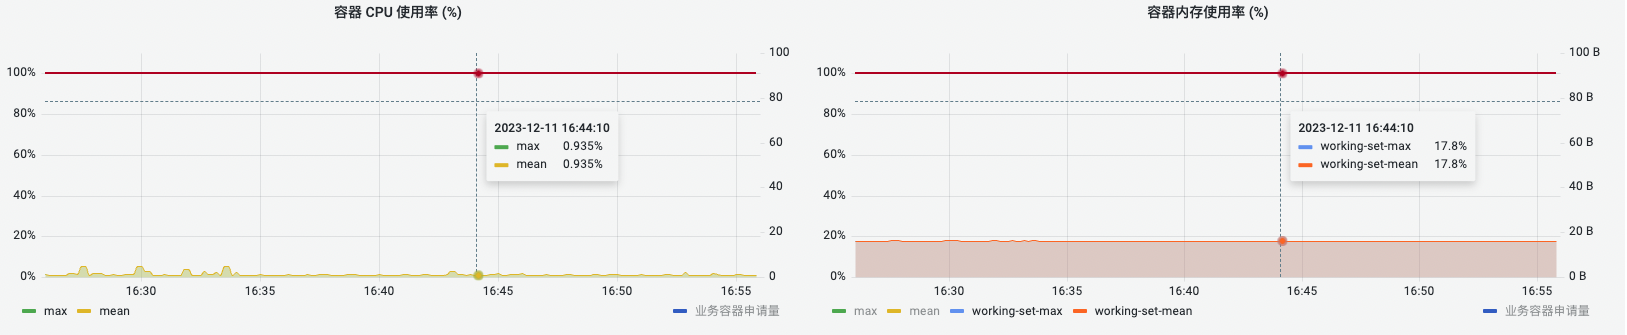 容器 CPU 使用率 (%)
100%
80%
60%
40%
20%
0%
100
80
60
40
20
0
2023-12-11 16:44:10
max 0.935%
mean 0.935%
16:30 16:35 16:40 16:45 16:50 16:55
max mean 业务容器申请量
容器内存使用率 (%)
100%
80%
60%
40%
20%
0%
100 B
80 B
60 B
40 B
20 B
0 B
2023-12-11 16:44:10
working-set-max 17.8%
working-set-mean 17.8%
16:30 16:35 16:40 16:45 16:50 16:55
max mean working-set-max working-set-mean 业务容器申请量